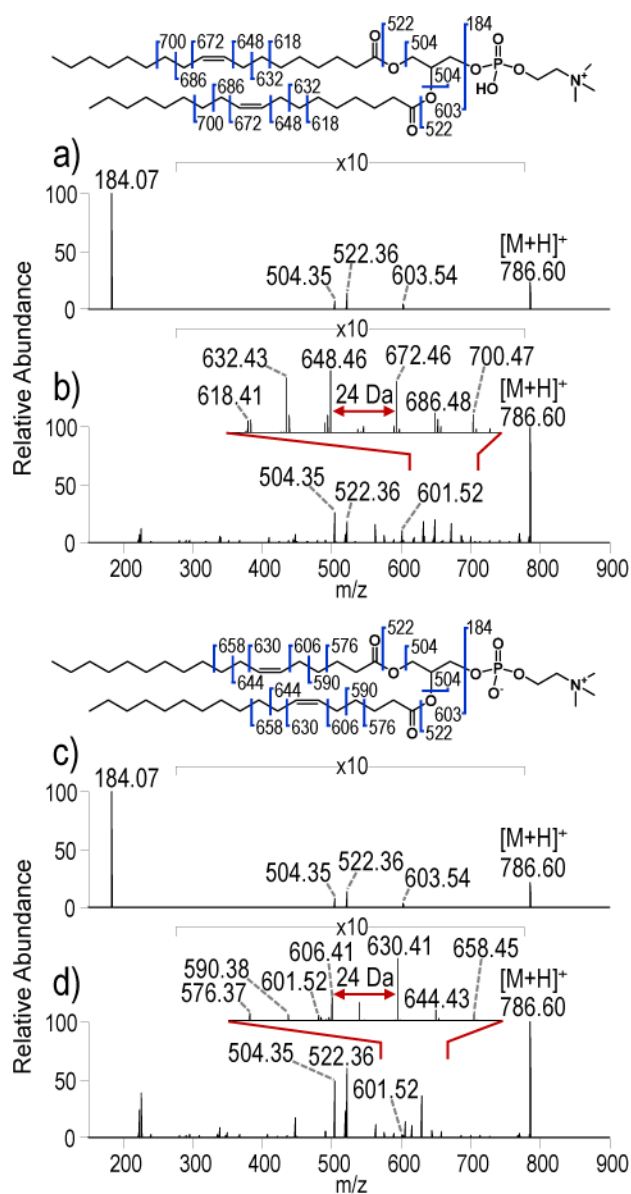 522 184
700 672 648 618 504
686 632
686 632 504
700 672 648 618 603
522
O O O O P O
HO N+
O O
a)
x10
184.07
100
50
0
504.35 522.36 603.54
[M+H]+
786.60
x10
b)
632.43 648.46 672.46 700.47
618.41 24 Da 686.48
[M+H]+
786.60
100
50
0
504.35 522.36 601.52
200 300 400 500 600 700 800 900
m/z
Relative Abundance
522 184
658 630 606 576 504
644 590
644 590 504
658 630 606 576 603
522
O O O O P O
O- N+
O O
c)
x10
184.07
100
50
0
504.35 522.36 603.54
[M+H]+
786.60
x10
d)
606.41 630.41 658.45
590.38 601.52 24 Da
576.37 644.43
[M+H]+
786.60
100
50
0
504.35 522.36
601.52
200 300 400 500 600 700 800 900
m/z
Relative Abundance